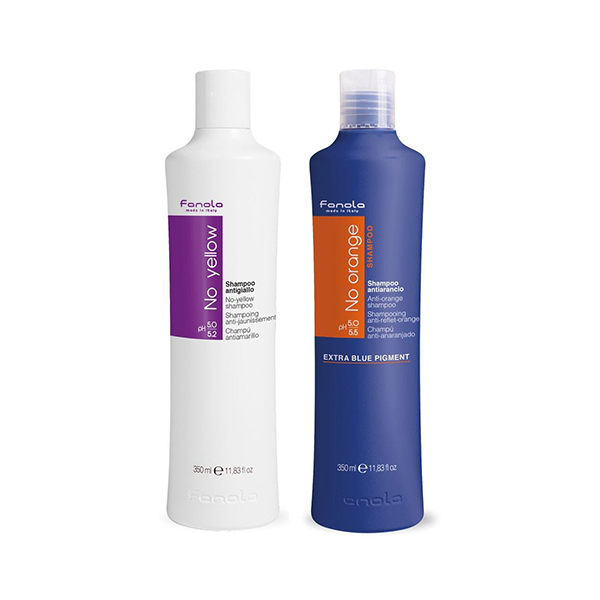 Fanola
made in Italy
No yellow
pH 5.0 5.2
Shampoo
antigiallo
No-yellow
shampoo
Shampooing
anti-jaunissement
Champú
antiamarillo
350 ml e 11,83 fl oz
Fanola
Fanola
made in Italy
No orange
SHAMPOO
pH 5.0 5.5
Shampoo
antiarancio
Anti-orange
shampoo
Shampooing
anti-reflet-orange
Champú
anti-anaranjado
EXTRA BLUE PIGMENT
350 ml e 11,83 fl oz
enola